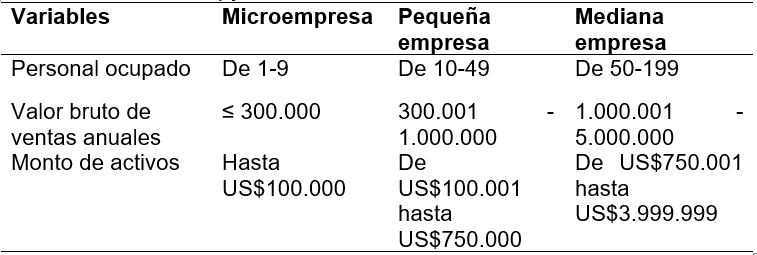 Variables Microempresa Pequeña empresa Mediana empresa
Personal ocupado De 1-9 De 10-49 De 50-199
Valor bruto de ventas anuales ≤ 300.000 300.001 - 1.000.000 1.000.001 - 5.000.000
Monto de activos Hasta US$100.000 De US$100.001 hasta US$750.000 De US$750.001 hasta US$3.999.999